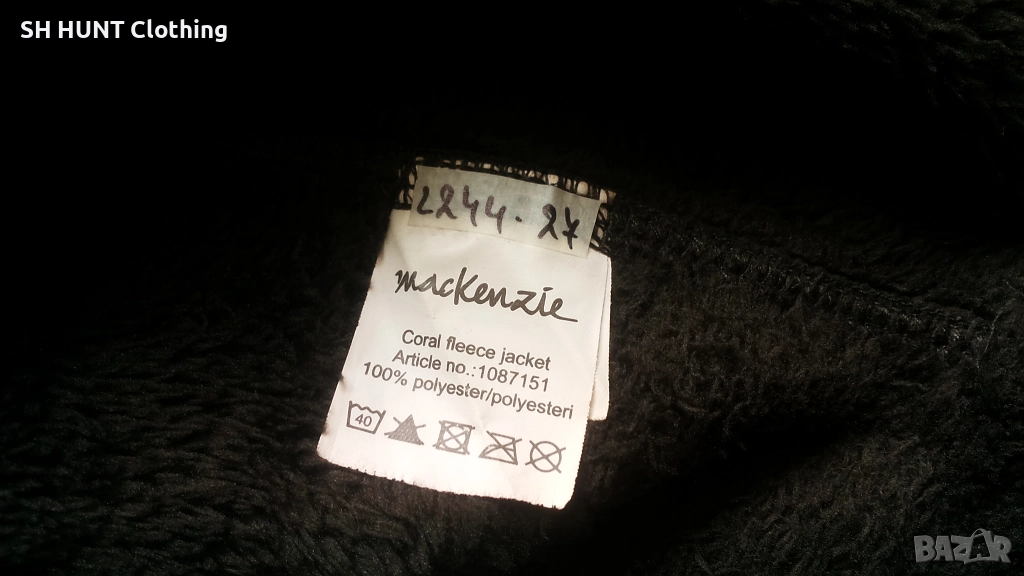 SH HUNT Clothing
2244. 27
mackenzie
Coral fleece jacket
Article no.:1087151
100% polyester/polyesteri
40
BAZAR